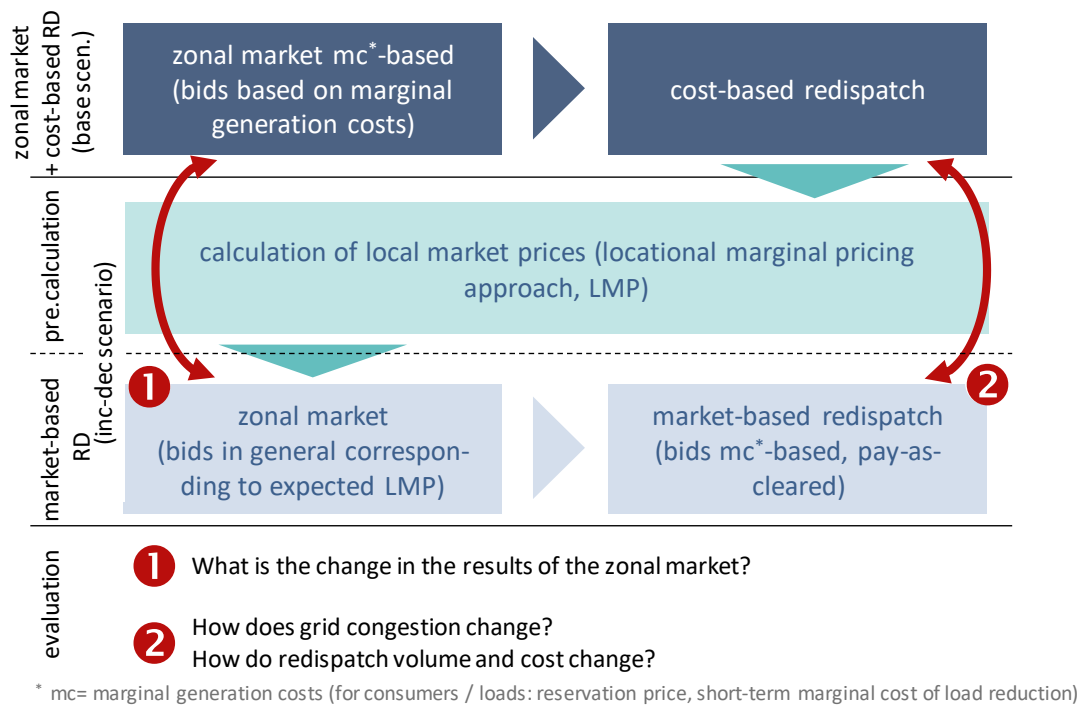 zonal market
+ cost-based RD
(base scen.)
zonal market mc*-based
(bids based on marginal
generation costs)
cost-based redispatch
pre.calculation
calculation of local market prices (locational marginal pricing
approach, LMP)
market-based
RD
(inc-dec scenario)
1
zonal market
(bids in general correspon-
ding to expected LMP)
market-based redispatch
(bids mc*-based, pay-as-
cleared)
2
evaluation
1 What is the change in the results of the zonal market?
2 How does grid congestion change?
How do redispatch volume and cost change?
* mc= marginal generation costs (for consumers / loads: reservation price, short-term marginal cost of load reduction)